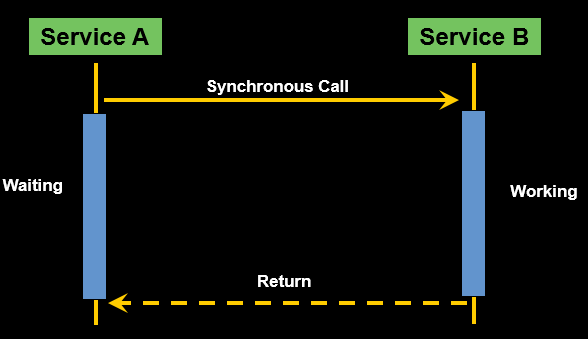 Service A
Service B
Synchronous Call
Waiting
Working
Return